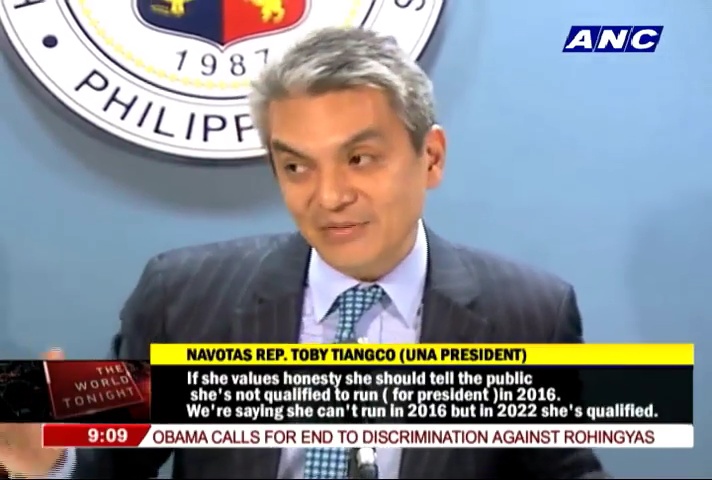 1987
PHILIPP
ANC
NAVOTAS REP. TOBY TIANGCO (UNA PRESIDENT)
If she values honesty she should tell the public
she's not qualified to run ( for president )in 2016.
We're saying she can't run in 2016 but in 2022 she's qualified.
THE
WORLD
TONIGHT
9:09 OBAMA CALLS FOR END TO DISCRIMINATION AGAINST ROHINGYAS